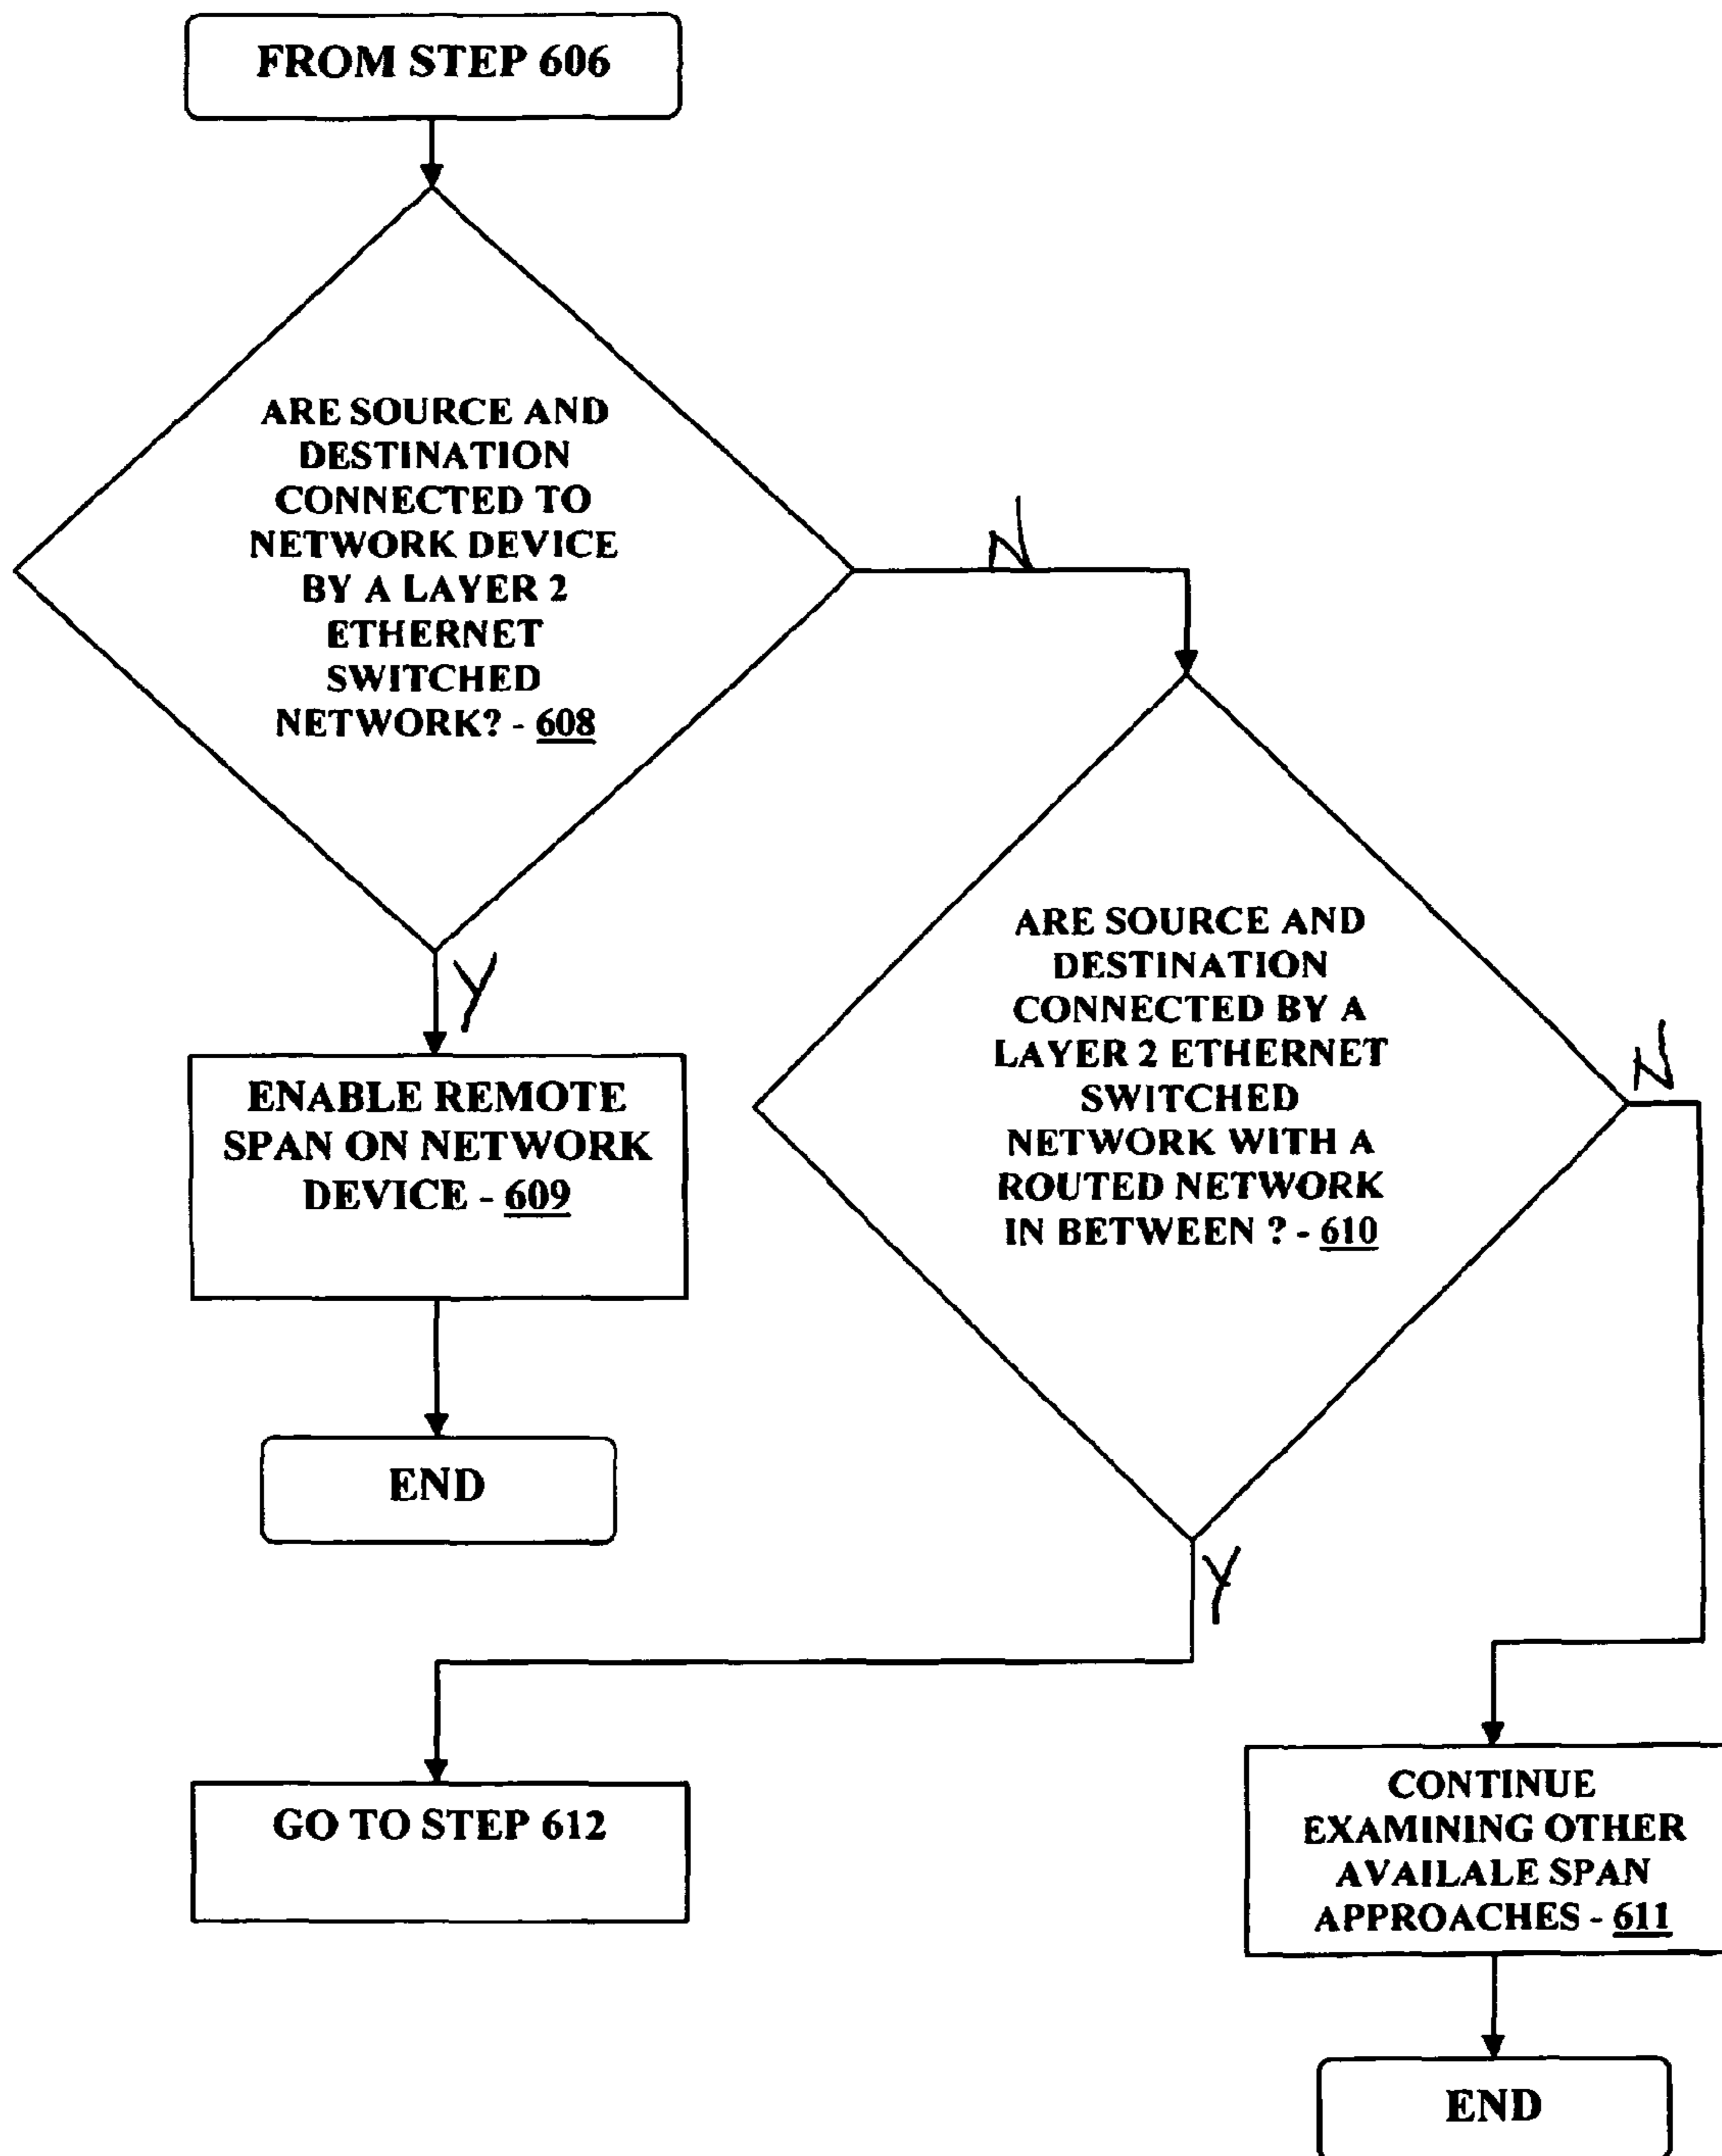 FROM STEP 606
ARE SOURCE AND
DESTINATION
CONNECTED TO
NETWORK DEVICE
BY A LAYER 2
ETHERNET
SWITCHED
NETWORK? - 608
N
Y
ENABLE REMOTE
SPAN ON NETWORK
DEVICE - 609
END
ARE SOURCE AND
DESTINATION
CONNECTED BY A
LAYER 2 ETHERNET
SWITCHED
NETWORK WITH A
ROUTED NETWORK
IN BETWEEN ? - 610
N
Y
GO TO STEP 612
CONTINUE
EXAMINING OTHER
AVAILALE SPAN
APPROACHES - 611
END